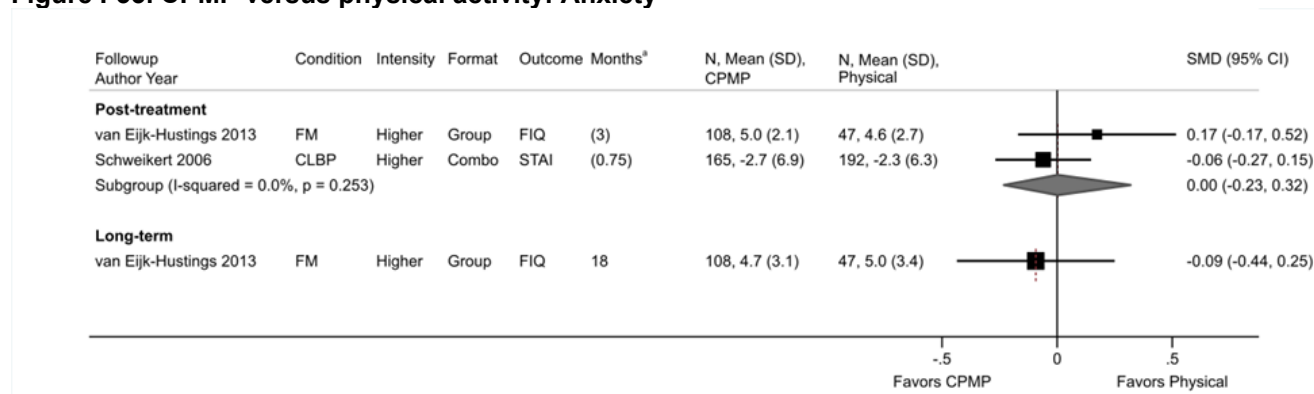 Figure CPMP versus physical activity: Anxiety
Followup Condition Intensity Format Outcome Monthsᵃ N, Mean (SD), N, Mean (SD), SMD (95% CI)
Author Year CPMP Physical
Post-treatment
van Eijk-Hustings 2013 FM Higher Group FIQ (3) 108, 5.0 (2.1) 47, 4.6 (2.7) 0.17 (-0.17, 0.52)
Schweikert 2006 CLBP Higher Combo STAI (0.75) 165, -2.7 (6.9) 192, -2.3 (6.3) -0.06 (-0.27, 0.15)
Subgroup (I-squared = 0.0%, p = 0.253) 0.00 (-0.23, 0.32)
Long-term
van Eijk-Hustings 2013 FM Higher Group FIQ 18 108, 4.7 (3.1) 47, 5.0 (3.4) -0.09 (-0.44, 0.25)
-.5 0 .5
Favors CPMP Favors Physical